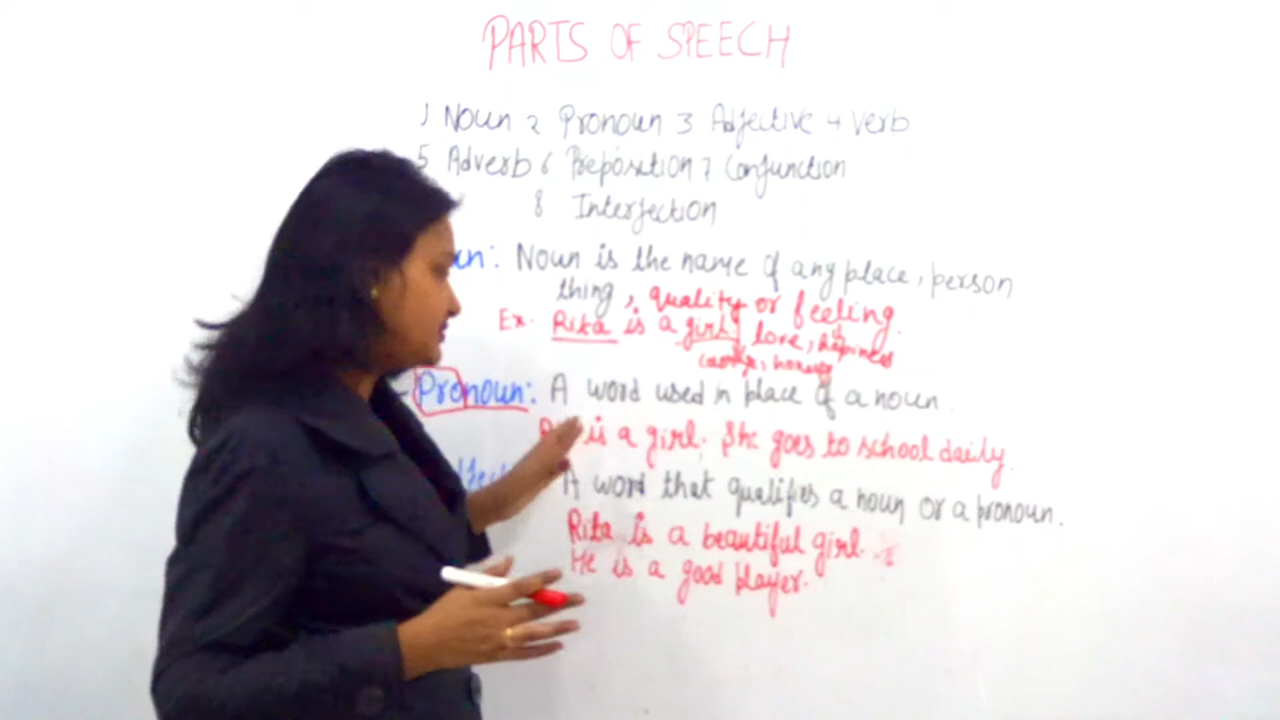 PARTS OF SPEECH
1 Noun 2 Pronoun 3 Adjective 4 Verb
5 Adverb 6 Preposition 7 Conjunction
8 Interjection
un: Noun is the name of any place, person
thing, quality or feeling.
Ex. Rita is a girl love, happiness
honesty
Pronoun: A word used in place of a noun.
is a girl. She goes to school daily.
A word that qualifies a noun or a pronoun.
Rita is a beautiful girl.
He is a good player.